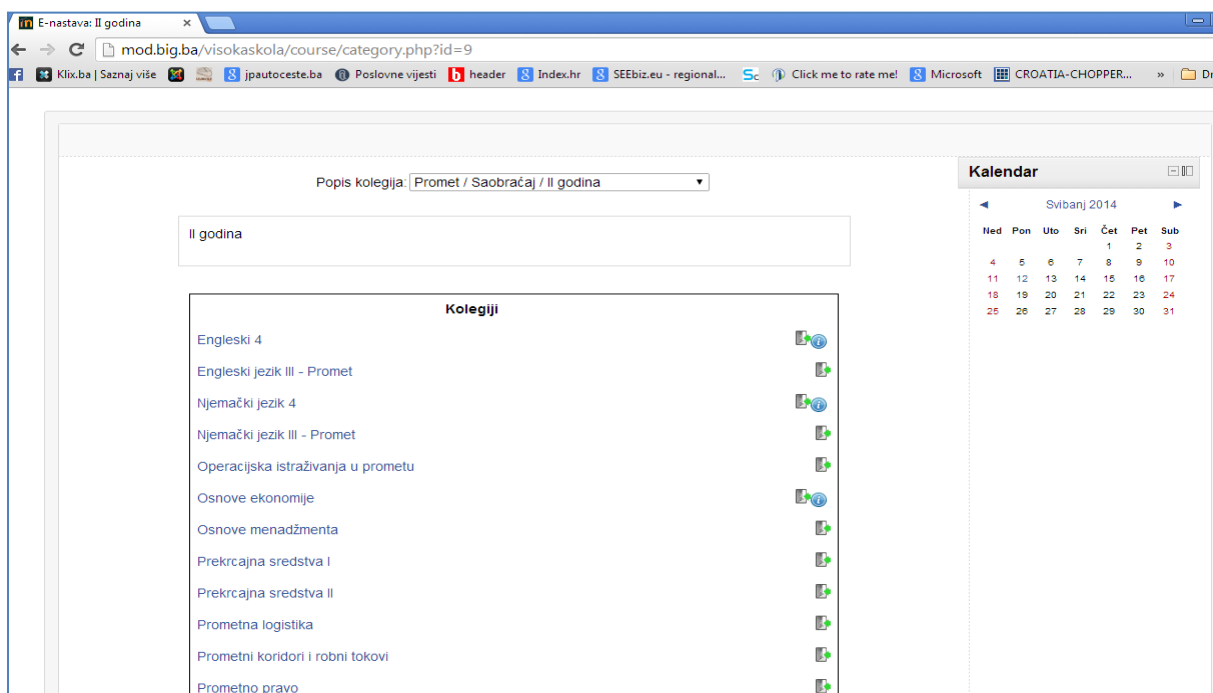 E-nastava: II godina
mod.big.ba/visokaskola/course/category.php?id=9
Klix.ba | Saznaj više jpautoceste.ba Poslovne vijesti header Index.hr SEEbiz.eu - regional... Click me to rate me! Microsoft CROATIA-CHOPPER... »
Popis kolegija: Promet / Saobraćaj / II godina
II godina
Kolegiji
Engleski 4
Engleski jezik III - Promet
Njemački jezik 4
Njemački jezik III - Promet
Operacijska istraživanja u prometu
Osnove ekonomije
Osnove menadžmenta
Prekrcajna sredstva I
Prekrcajna sredstva II
Prometna logistika
Prometni koridori i robni tokovi
Prometno pravo
Kalendar
Svibanj 2014
Ned Pon Uto Sri Čet Pet Sub
1 2 3
4 5 6 7 8 9 10
11 12 13 14 15 16 17
18 19 20 21 22 23 24
25 26 27 28 29 30 31